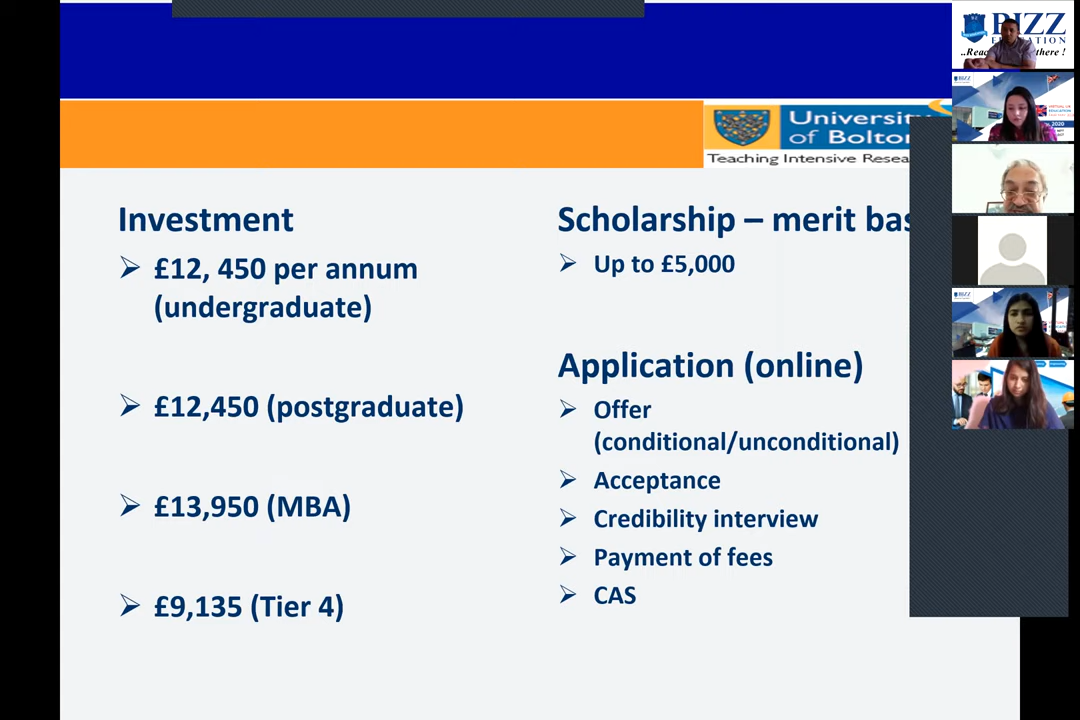 University
of Bolton
Teaching Intensive
Investment
£12, 450 per annum
(undergraduate)
£12,450 (postgraduate)
£13,950 (MBA)
£9,135 (Tier 4)
Scholarship – merit
Up to £5,000
Application (online)
Offer
(conditional/unconditional)
Acceptance
Credibility interview
Payment of fees
CAS
BIZZ